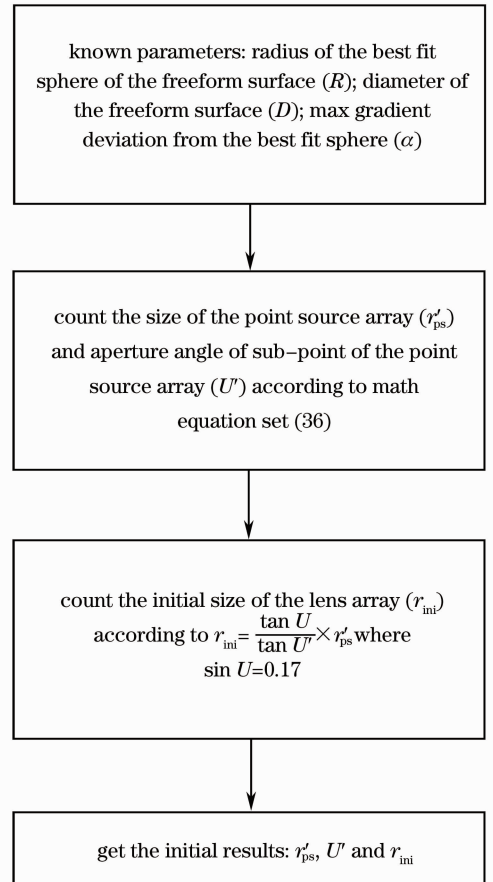 known parameters: radius of the best fit
sphere of the freeform surface (R); diameter of
the freeform surface (D); max gradient
deviation from the best fit sphere (α)
count the size of the point source array (r′ps)
and aperture angle of sub-point of the point
source array (U′) according to math
equation set (36)
count the initial size of the lens array (rini)
according to rini= tan U / tan U′ × r′ps where
sin U=0.17
get the initial results: r′ps, U′ and rini